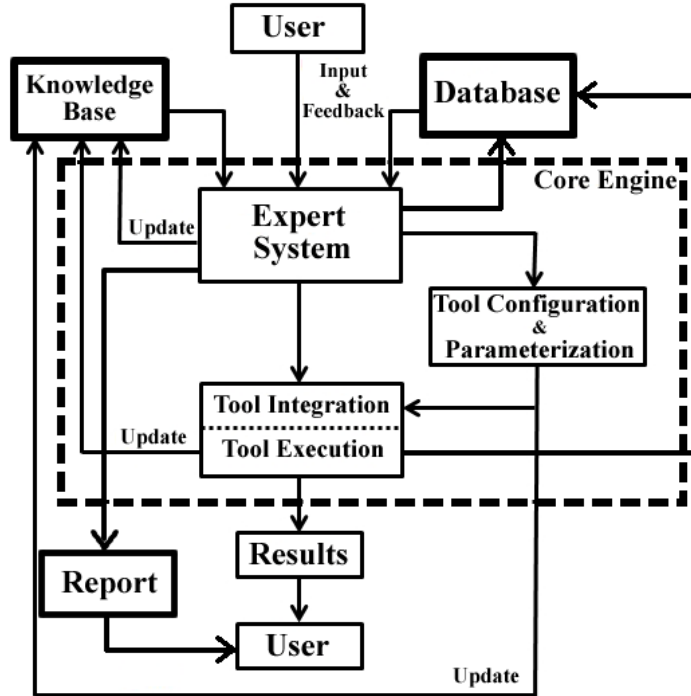 User
Knowledge
Base
Input
&
Feedback
Database
Core Engine
Expert
System
Update
Tool Configuration
&
Parameterization
Tool Integration
Update
Tool Execution
Results
Report
User
Update